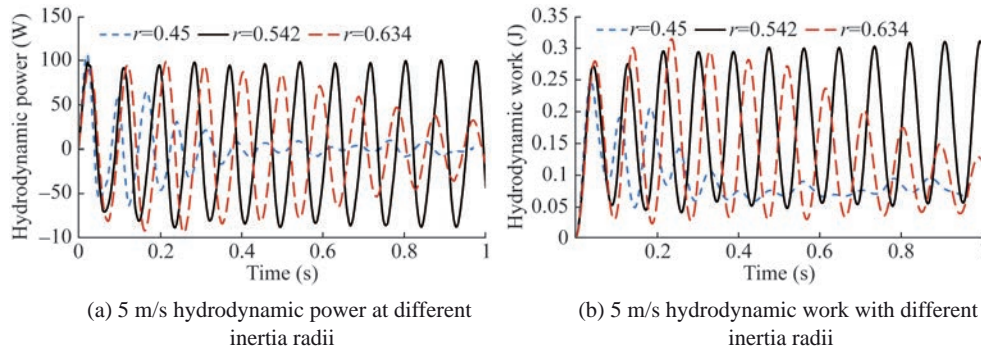 Hydrodynamic power (W)
150
100
50
0
−50
−10
r=0.45 r=0.542 r=0.634
0 0.2 0.4 0.6 0.8 1
Time (s)
(a) 5 m/s hydrodynamic power at different
inertia radii
Hydrodynamic work (J)
0.35
0.3
0.25
0.2
0.15
0.1
0.05
0
r=0.45 r=0.542 r=0.634
0 0.2 0.4 0.6 0.8 1
Time (s)
(b) 5 m/s hydrodynamic work with different
inertia radii